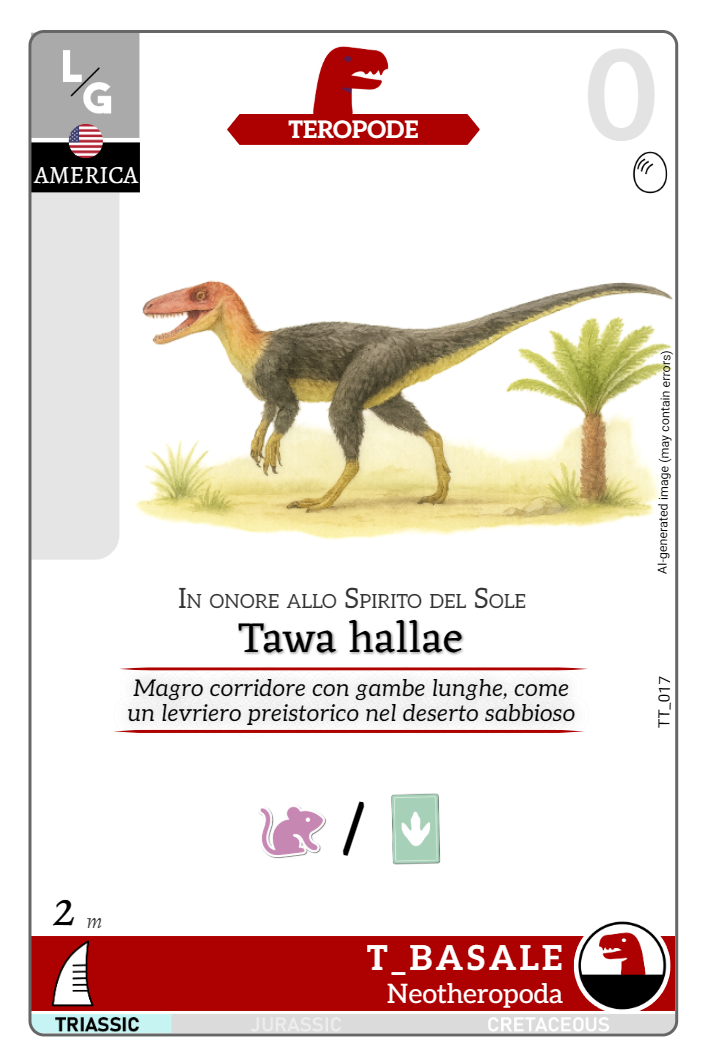 L/G
TEROPODE
0
AMERICA
AI-generated image (may contain errors)
In onore allo Spirito del Sole
Tawa hallae
Magro corridore con gambe lunghe, come
un levriero preistorico nel deserto sabbioso
TT_017
/
2 m
T_BASALE
Neotheropoda
TRIASSIC JURASSIC CRETACEOUS